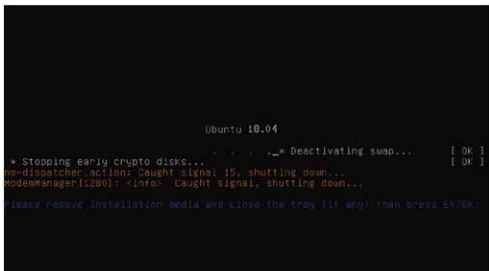 Ubuntu 18.04
. . . ._* Deactivating swap... [ OK ]
* Stopping early crypto disks... [ OK ]
nm-dispatcher.action: Caught signal 15, shutting down...
ModemManager[1280]: <info> Caught signal, shutting down...
Please remove installation media and close the tray (if any) then press ENTER: